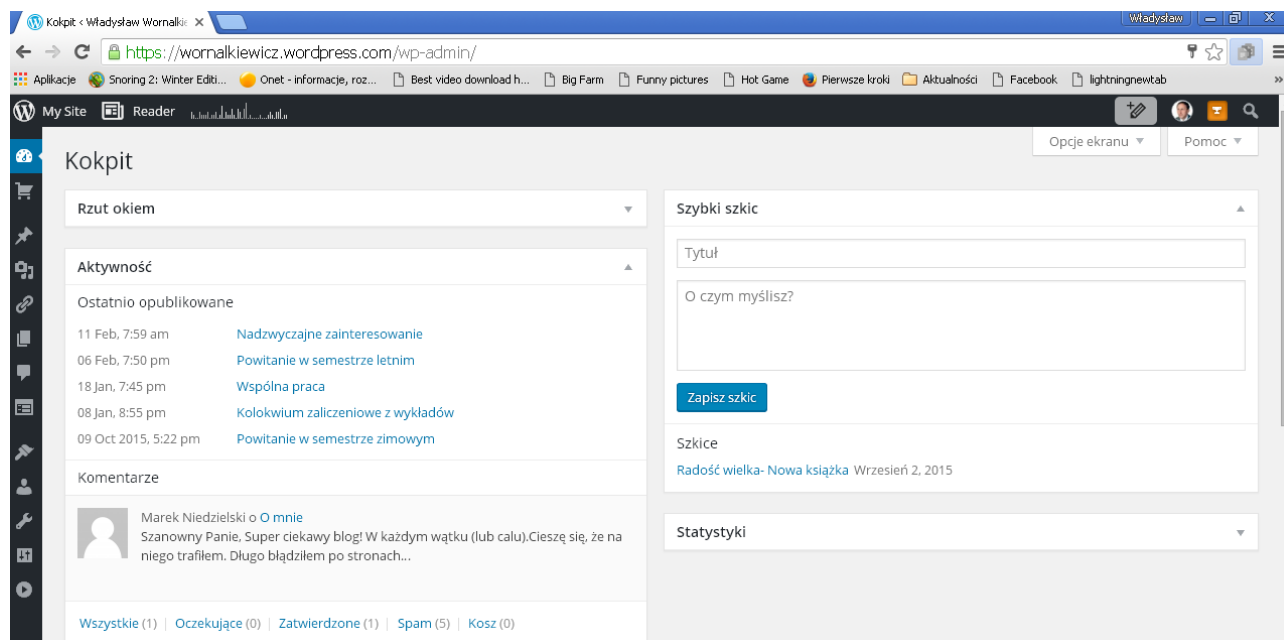 Kokpit ‹ Władysław Wornalkie
Władysław
https://wornalkiewicz.wordpress.com/wp-admin/
Aplikacje Snoring 2: Winter Editi... Onet - informacje, roz... Best video download h... Big Farm Funny pictures Hot Game Pierwsze kroki Aktualności Facebook lightningnewtab »
My Site Reader
Opcje ekranu Pomoc
Kokpit
Rzut okiem
Aktywność
Ostatnio opublikowane
11 Feb, 7:59 am Nadzwyczajne zainteresowanie
06 Feb, 7:50 pm Powitanie w semestrze letnim
18 Jan, 7:45 pm Wspólna praca
08 Jan, 8:55 pm Kolokwium zaliczeniowe z wykładów
09 Oct 2015, 5:22 pm Powitanie w semestrze zimowym
Komentarze
Marek Niedzielski o O mnie
Szanowny Panie, Super ciekawy blog! W każdym wątku (lub calu).Cieszę się, że na
niego trafiłem. Długo błądziłem po stronach...
Wszystkie (1) | Oczekujące (0) | Zatwierdzone (1) | Spam (5) | Kosz (0)
Szybki szkic
Tytuł
O czym myślisz?
Zapisz szkic
Szkice
Radość wielka- Nowa książka Wrzesień 2, 2015
Statystyki